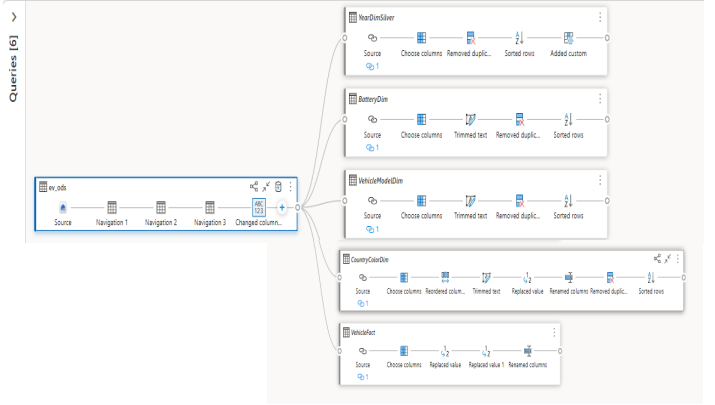 Queries [6]
YearDimSilver
Source Choose columns Removed duplic... Sorted rows Added custom
1
BatteryDim
Source Choose columns Trimmed text Removed duplic... Sorted rows
1
ev_ods
ABC
123
Source Navigation 1 Navigation 2 Navigation 3 Changed column...
VehicleModelDim
Source Choose columns Trimmed text Removed duplic... Sorted rows
1
CountryColorDim
Source Choose columns Reordered colum... Trimmed text Replaced value Renamed columns Removed duplic... Sorted rows
1
VehicleFact
Source Choose columns Replaced value Replaced value 1 Renamed columns
1